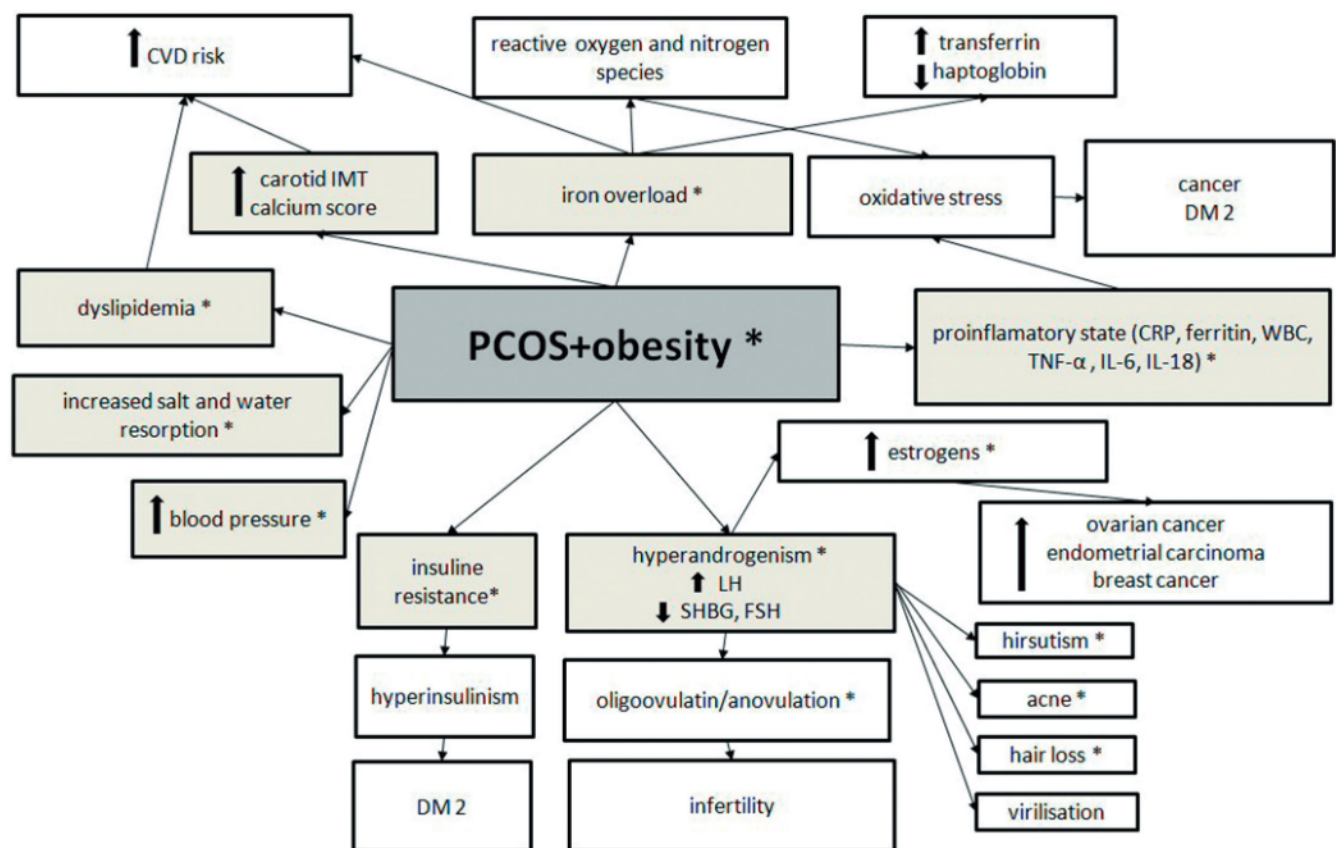 CVD risk
reactive oxygen and nitrogen
species
transferrin
haptoglobin
carotid IMT
calcium score
iron overload *
oxidative stress
cancer
DM 2
dyslipidemia *
PCOS+obesity *
proinflamatory state (CRP, ferritin, WBC,
TNF-α , IL-6, IL-18) *
increased salt and water
resorption *
estrogens *
blood pressure *
ovarian cancer
endometrial carcinoma
breast cancer
insuline
resistance*
hyperandrogenism *
LH
SHBG, FSH
hirsutism *
hyperinsulinism
oligoovulatin/anovulation *
acne *
hair loss *
DM 2
infertility
virilisation